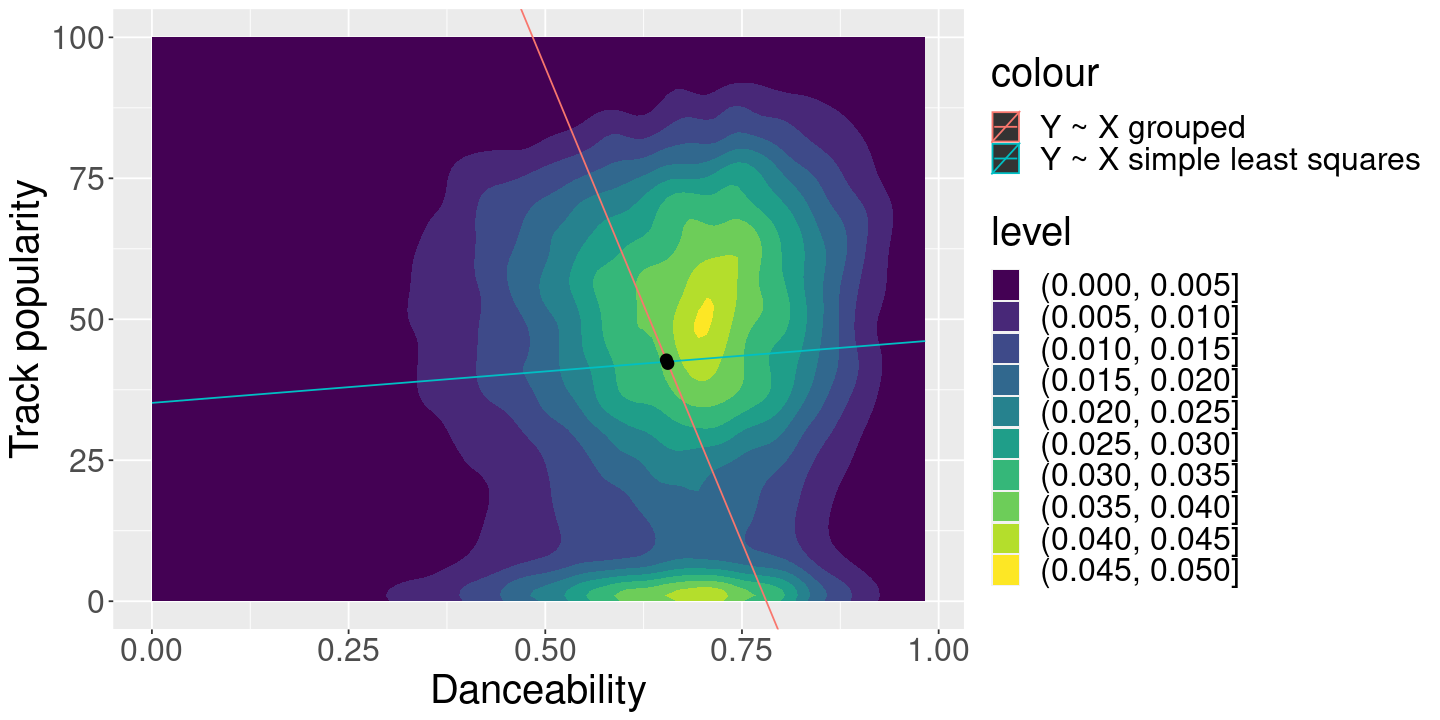 100
75
50
25
0
Track popularity
0.00 0.25 0.50 0.75 1.00
Danceability
colour
Y ~ X grouped
Y ~ X simple least squares
level
(0.000, 0.005]
(0.005, 0.010]
(0.010, 0.015]
(0.015, 0.020]
(0.020, 0.025]
(0.025, 0.030]
(0.030, 0.035]
(0.035, 0.040]
(0.040, 0.045]
(0.045, 0.050]